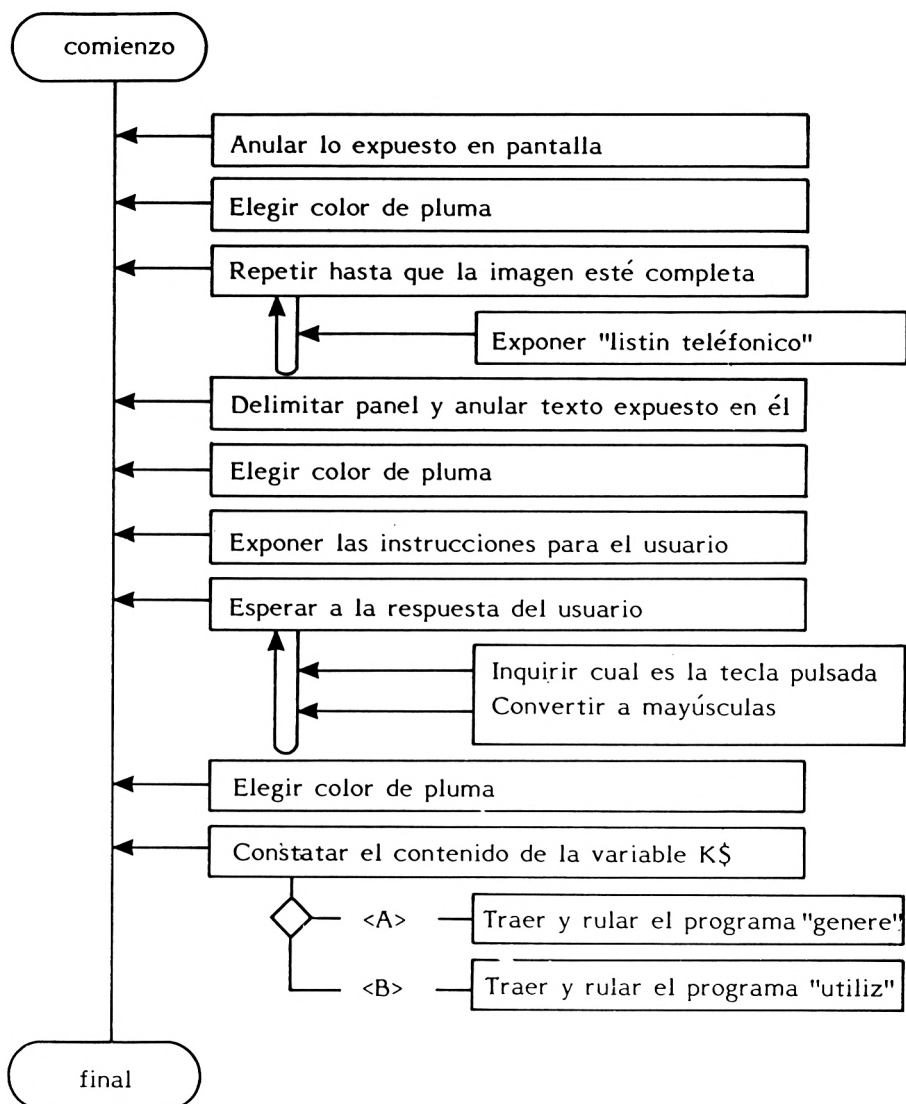 comienzo
Anular lo expuesto en pantalla
Elegir color de pluma
Repetir hasta que la imagen esté completa
Exponer "listin teléfonico"
Delimitar panel y anular texto expuesto en él
Elegir color de pluma
Exponer las instrucciones para el usuario
Esperar a la respuesta del usuario
Inquirir cual es la tecla pulsada
Convertir a mayúsculas
Elegir color de pluma
Constatar el contenido de la variable K$
<A> Traer y rular el programa "genere"
<B> Traer y rular el programa "utiliz"
final